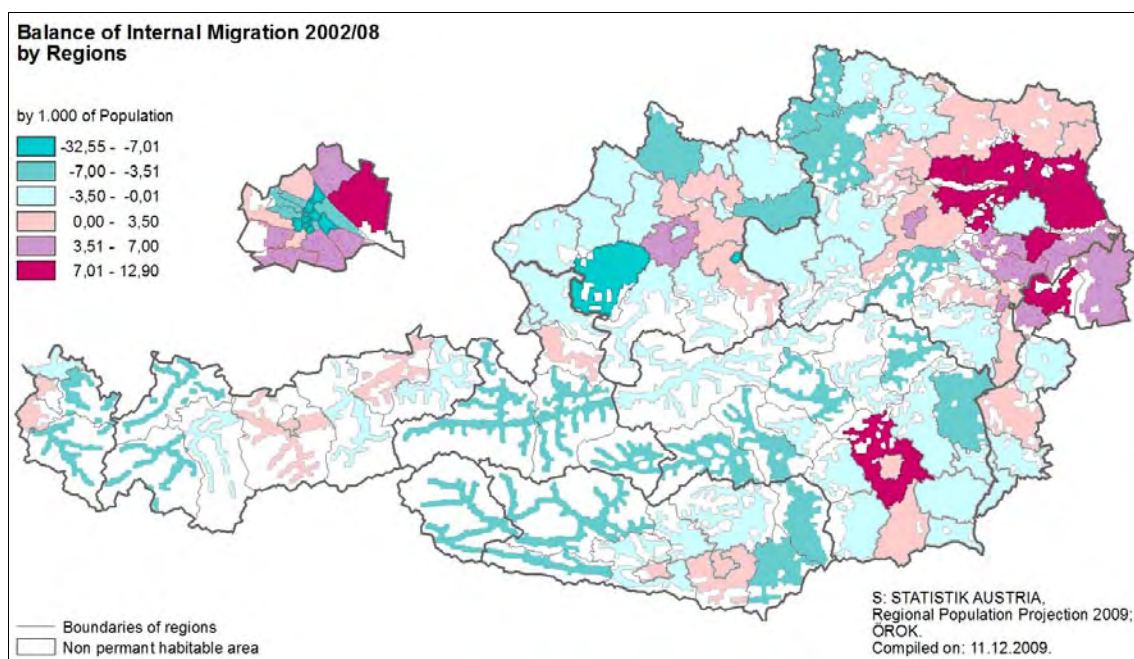 Balance of Internal Migration 2002/08
by Regions
by 1.000 of Population
-32,55 - -7,01
-7,00 - -3,51
-3,50 - -0,01
0,00 - 3,50
3,51 - 7,00
7,01 - 12,90
Boundaries of regions
Non permant habitable area
S: STATISTIK AUSTRIA,
Regional Population Projection 2009;
ÖROK.
Compiled on: 11.12.2009.